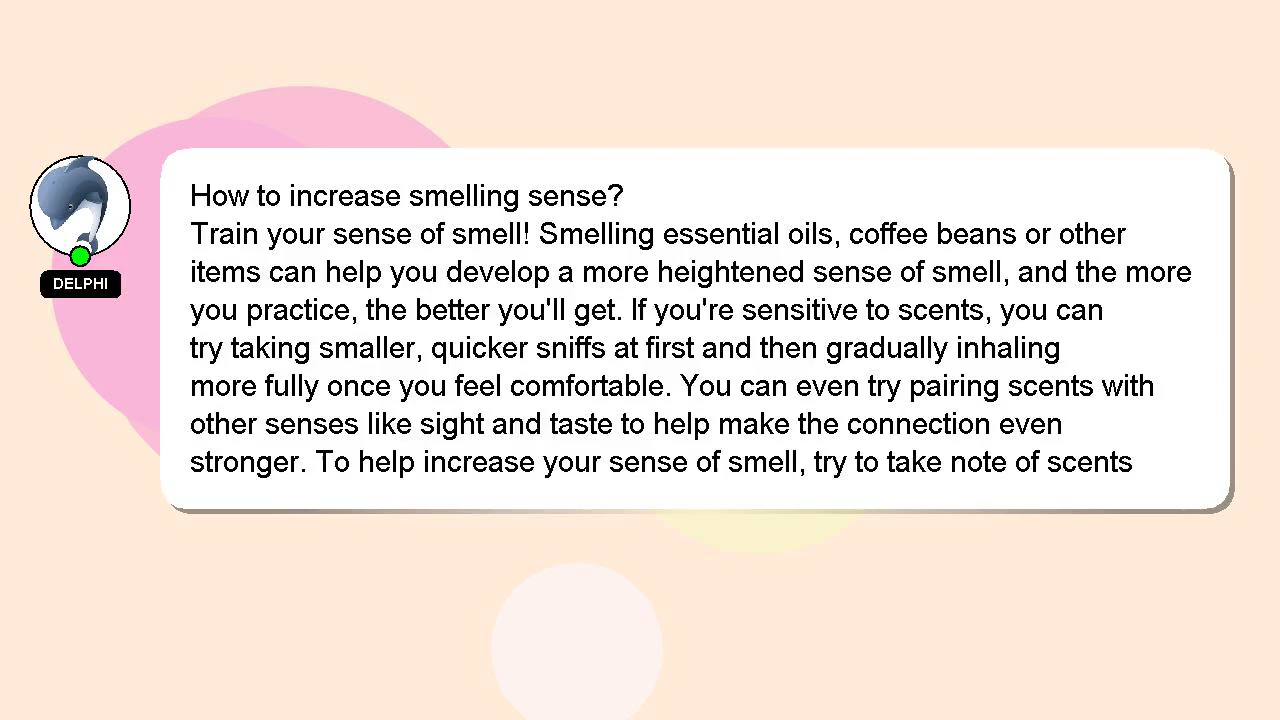 How to increase smelling sense?
Train your sense of smell! Smelling essential oils, coffee beans or other
items can help you develop a more heightened sense of smell, and the more
you practice, the better you'll get. If you're sensitive to scents, you can
try taking smaller, quicker sniffs at first and then gradually inhaling
more fully once you feel comfortable. You can even try pairing scents with
other senses like sight and taste to help make the connection even
stronger. To help increase your sense of smell, try to take note of scents
DELPHI